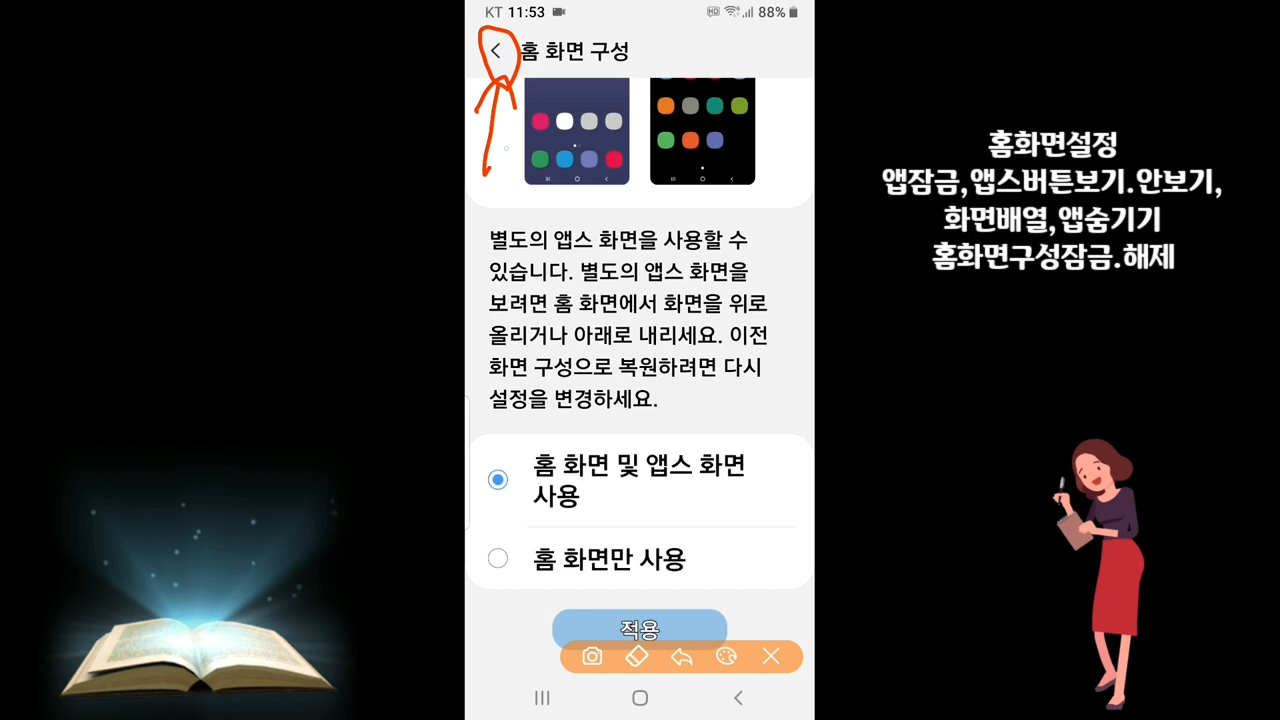 KT 11:53
HD 88%
홈 화면 구성
별도의 앱스 화면을 사용할 수
있습니다. 별도의 앱스 화면을
보려면 홈 화면에서 화면을 위로
올리거나 아래로 내리세요. 이전
화면 구성으로 복원하려면 다시
설정을 변경하세요.
홈 화면 및 앱스 화면
사용
홈 화면만 사용
적용
홈화면설정
앱잠금,앱스버튼보기.안보기,
화면배열,앱숨기기
홈화면구성잠금.해제